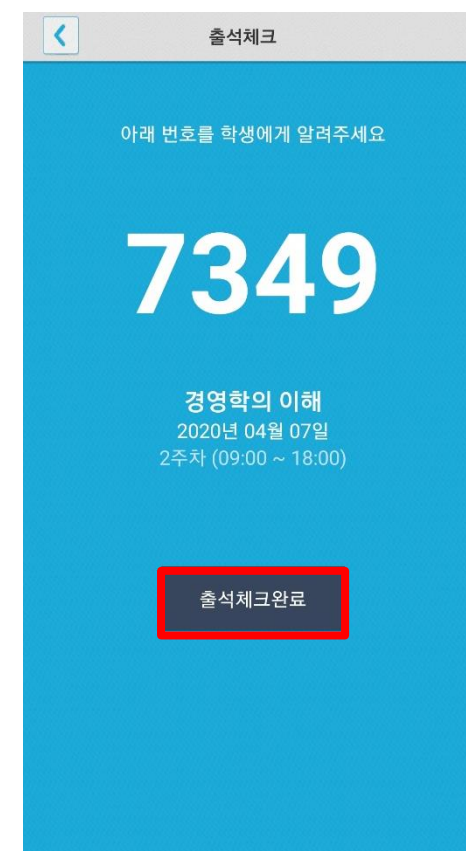 출석체크
아래 번호를 학생에게 알려주세요
7349
경영학의 이해
2020년 04월 07일
2주차 (09:00 ~ 18:00)
출석체크완료